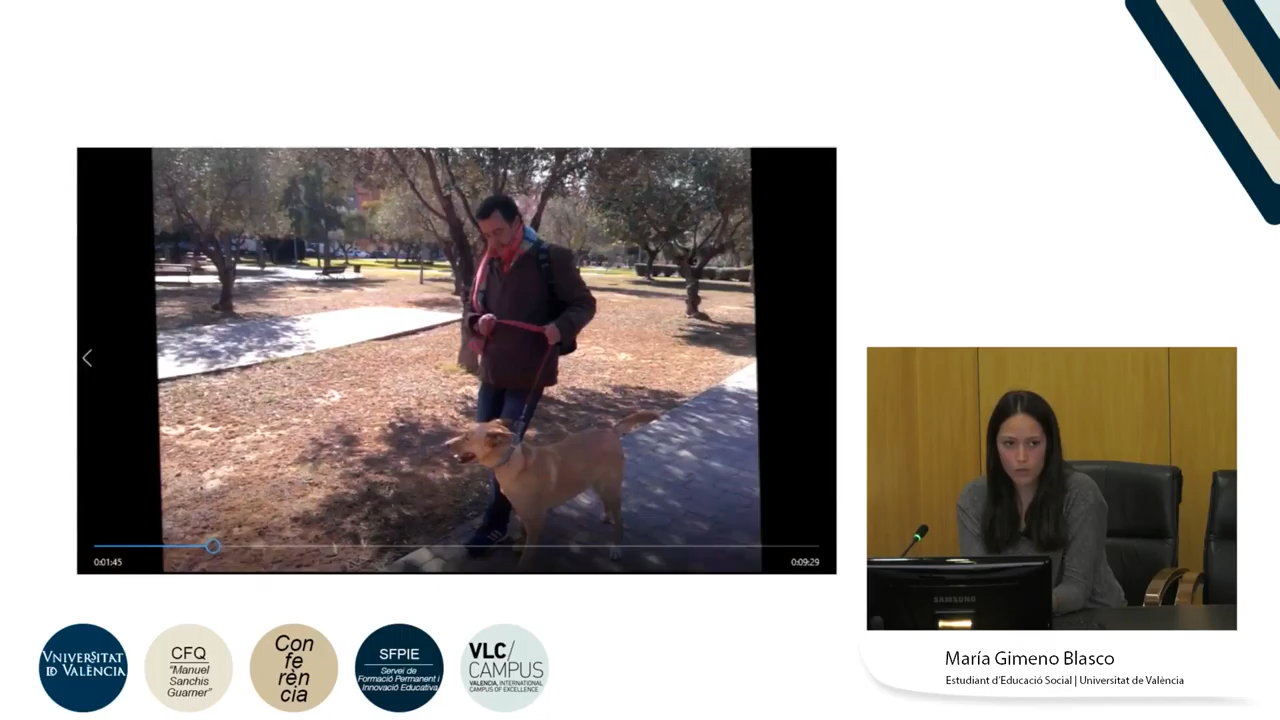 0:01:45
0:09:29
SAMSUNG
VNIVERSITAT
ID VALÈNCIA
CFQ
"Manuel
Sanchis
Guarner"
Con
fe
rèn
cia
SFPIE
Servei de
Formació Permanent i
Innovació Educativa
VLC/
CAMPUS
VALENCIA, INTERNATIONAL
CAMPUS OF EXCELLENCE
María Gimeno Blasco
Estudiant d'Educació Social | Universitat de València